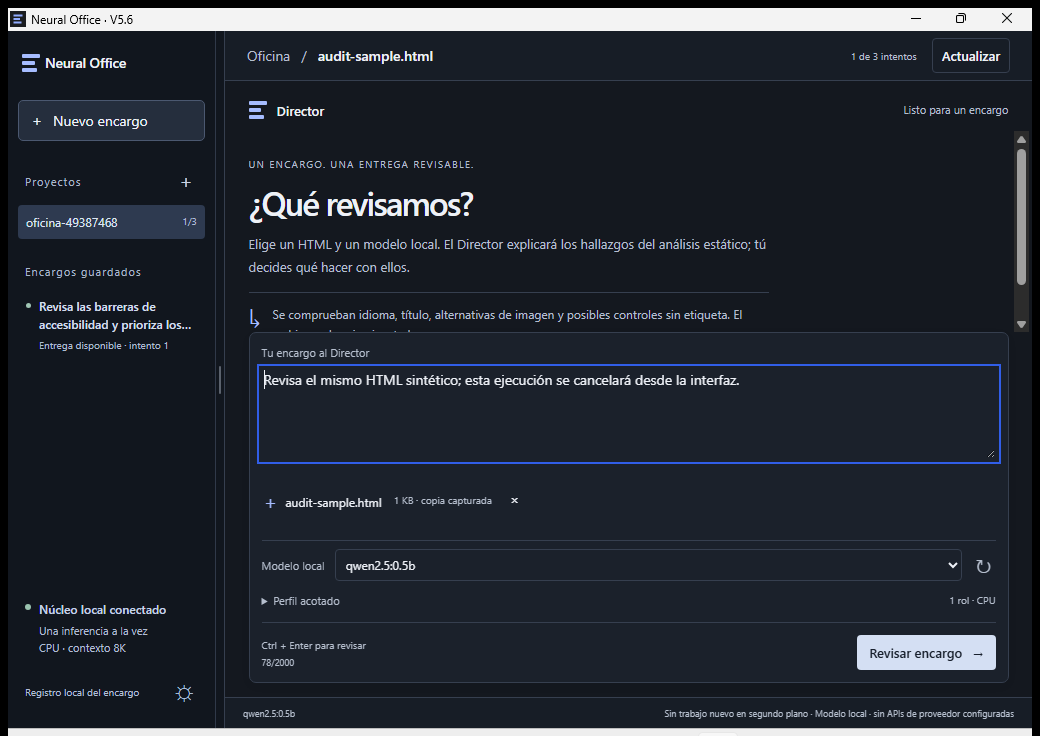 Neural Office · V5.6
Neural Office
Oficina / audit-sample.html
1 de 3 intentos
Actualizar
+ Nuevo encargo
Proyectos +
oficina-49387468 1/3
Encargos guardados
Revisa las barreras de
accesibilidad y prioriza los...
Entrega disponible · intento 1
Núcleo local conectado
Una inferencia a la vez
CPU · contexto 8K
Registro local del encargo
Director
Listo para un encargo
UN ENCARGO. UNA ENTREGA REVISABLE.
¿Qué revisamos?
Elige un HTML y un modelo local. El Director explicará los hallazgos del análisis estático; tú
decides qué hacer con ellos.
Se comprueban idioma, título, alternativas de imagen y posibles controles sin etiqueta. El
Tu encargo al Director
Revisa el mismo HTML sintético; esta ejecución se cancelará desde la interfaz.
+ audit-sample.html 1 KB · copia capturada ×
Modelo local qwen2.5:0.5b
Perfil acotado 1 rol · CPU
Ctrl + Enter para revisar
78/2000
Revisar encargo →
qwen2.5:0.5b
Sin trabajo nuevo en segundo plano · Modelo local · sin APIs de proveedor configuradas